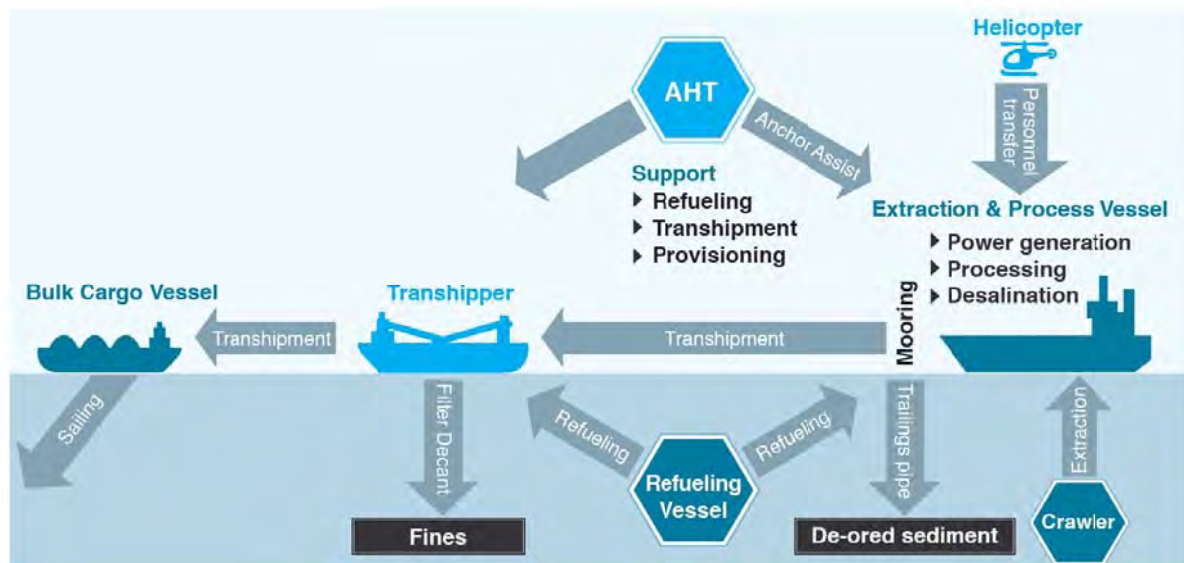 Helicopter
AHT
Personnel
transfer
Anchor Assist
Support
Refueling
Transhipment
Provisioning
Extraction & Process Vessel
Power generation
Processing
Desalination
Bulk Cargo Vessel
Transhipper
Mooring
Transhipment
Transhipment
Sailing
Filter Decant
Refueling
Refueling
Trailings pipe
Extraction
Refueling
Vessel
Crawler
Fines
De-ored sediment